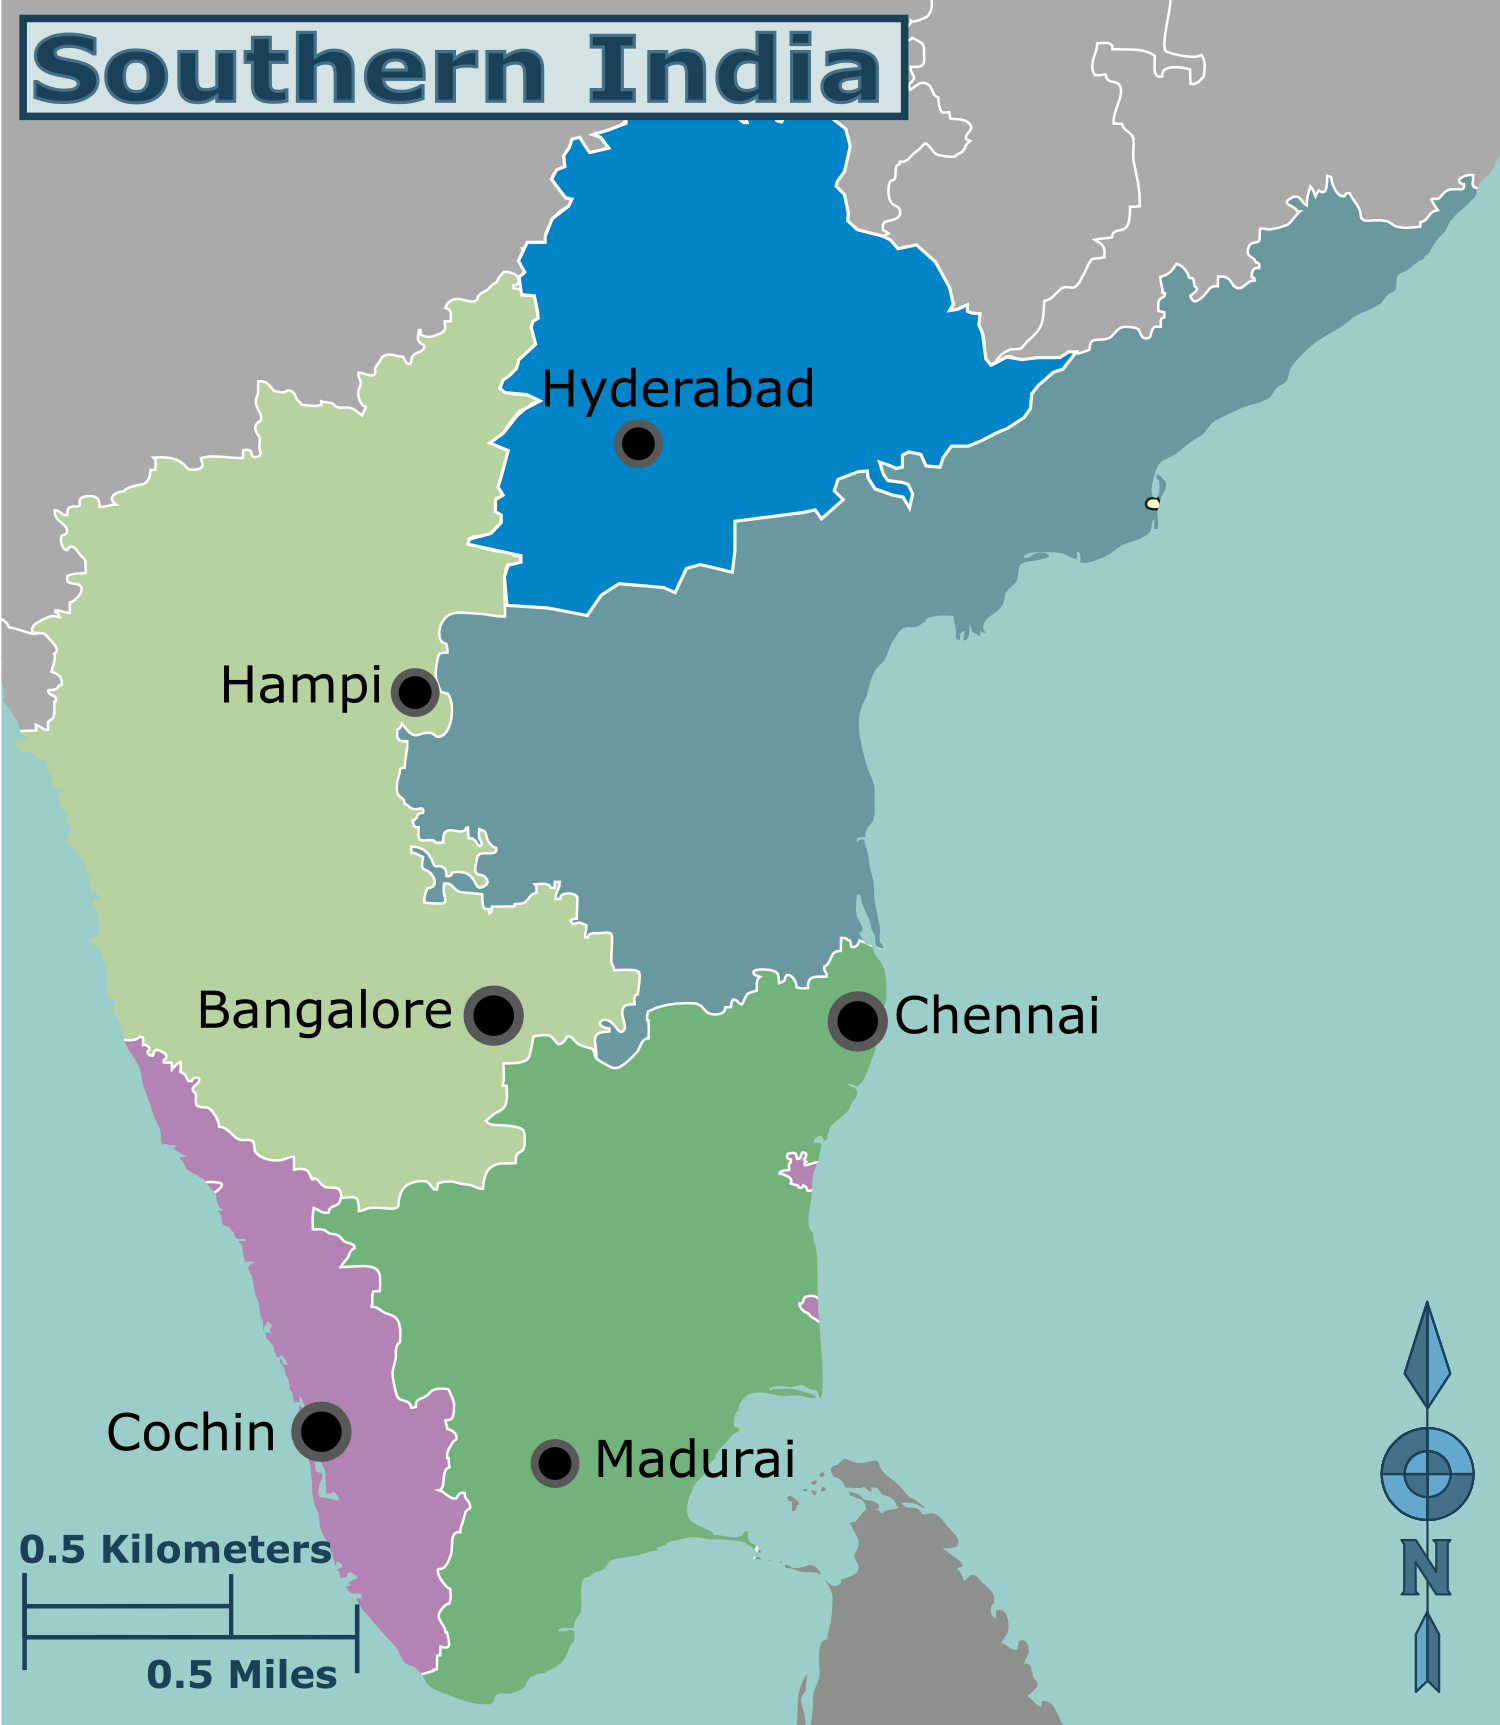 Southern India
Hyderabad
Hampi
Bangalore
Chennai
Cochin
Madurai
0.5 Kilometers
0.5 Miles
N